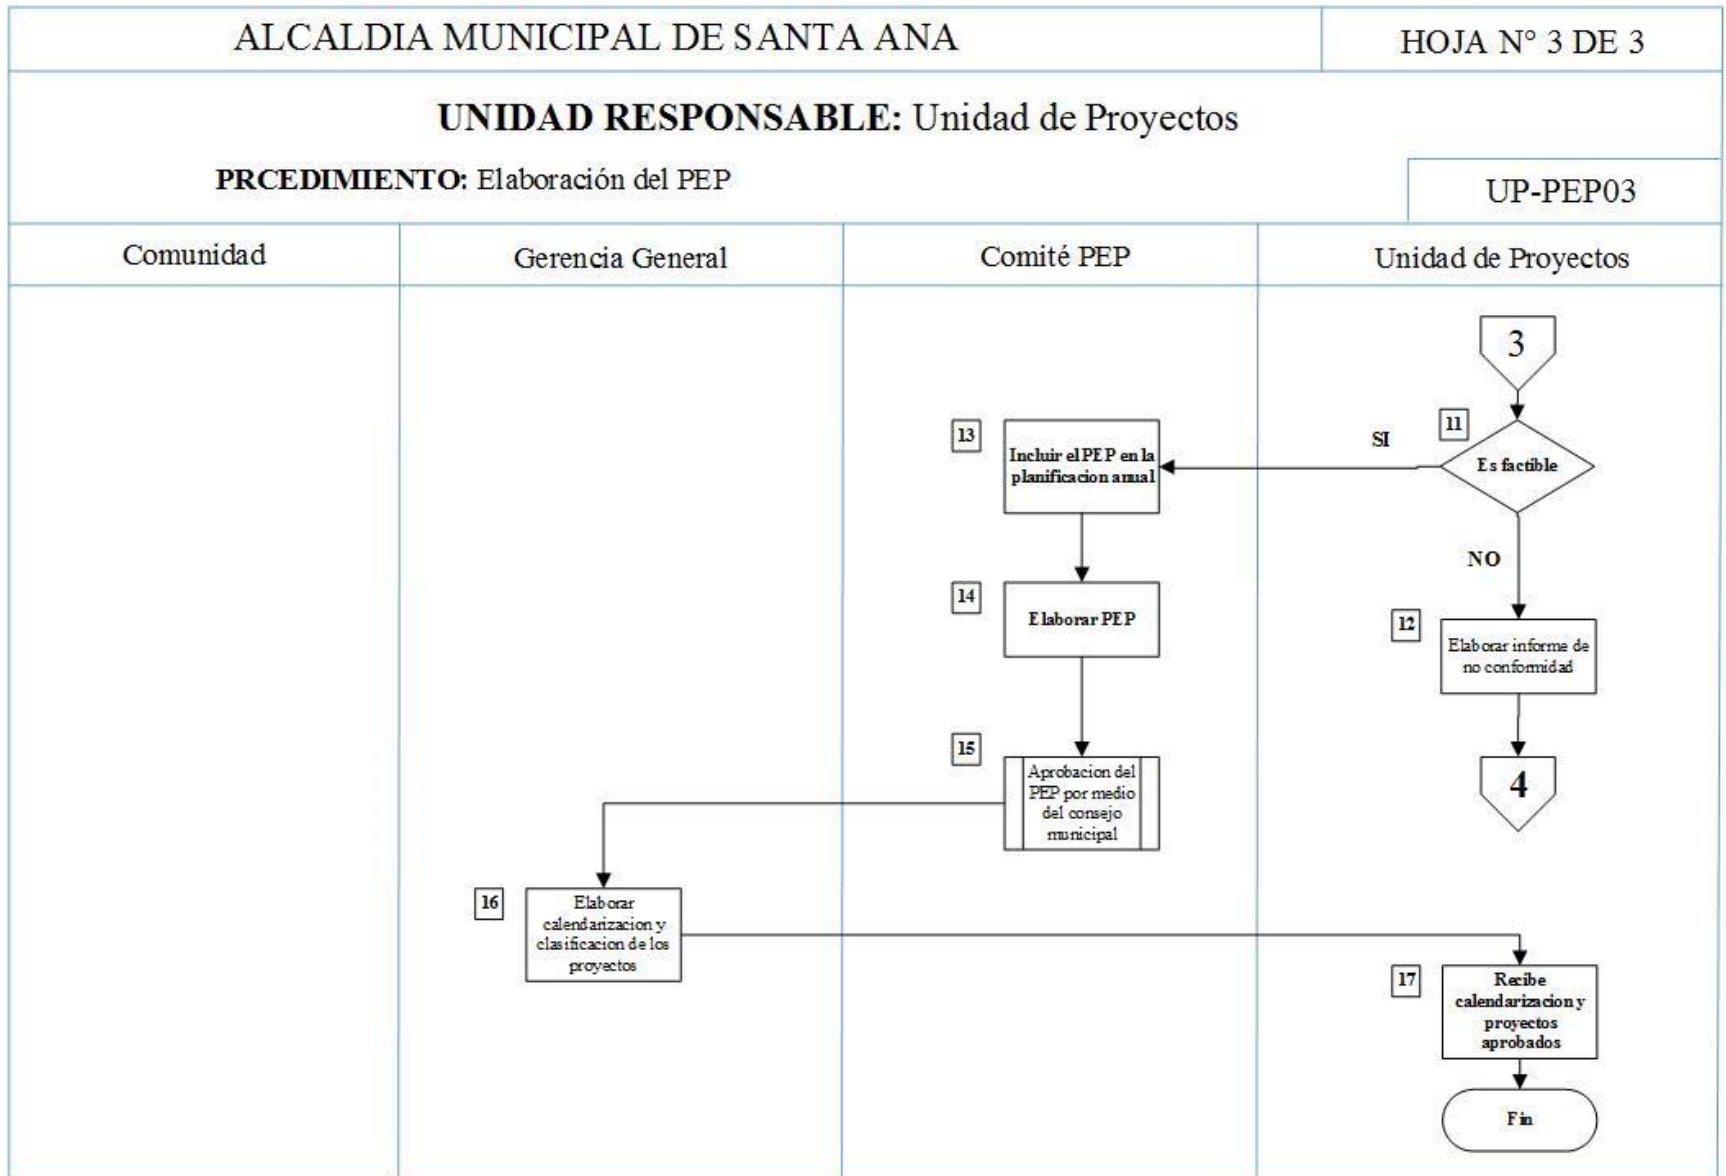 ALCALDIA MUNICIPAL DE SANTA ANA
HOJA N° 3 DE 3
UNIDAD RESPONSABLE: Unidad de Proyectos
PRCEDIMIENTO: Elaboración del PEP
UP-PEP03
Comunidad
Gerencia General
Comité PEP
Unidad de Proyectos
3
11
Es factible
SI
NO
13
Incluir el PEP en la
planificacion anual
14
Elaborar PEP
12
Elaborar informe de
no conformidad
4
15
Aprobacion del
PEP por medio
del consejo
municipal
16
Elaborar
calendarizacion y
clasificacion de los
proyectos
17
Recibe
calendarizacion y
proyectos
aprobados
Fin